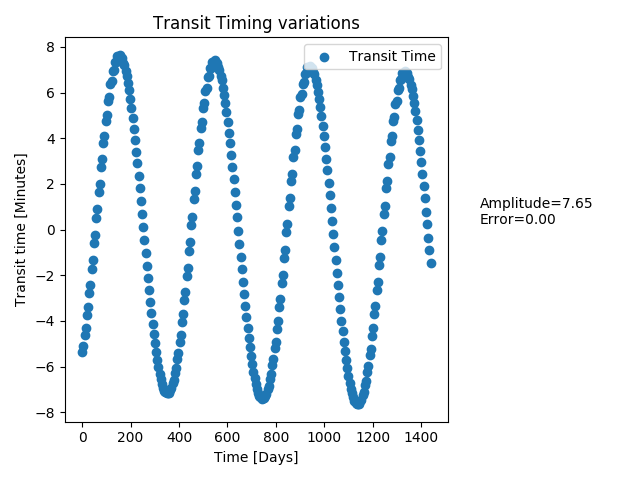 Transit Timing variations
Transit Time
8
6
4
2
0
−2
−4
−6
−8
Transit time [Minutes]
0 200 400 600 800 1000 1200 1400
Time [Days]
Amplitude=7.65
Error=0.00